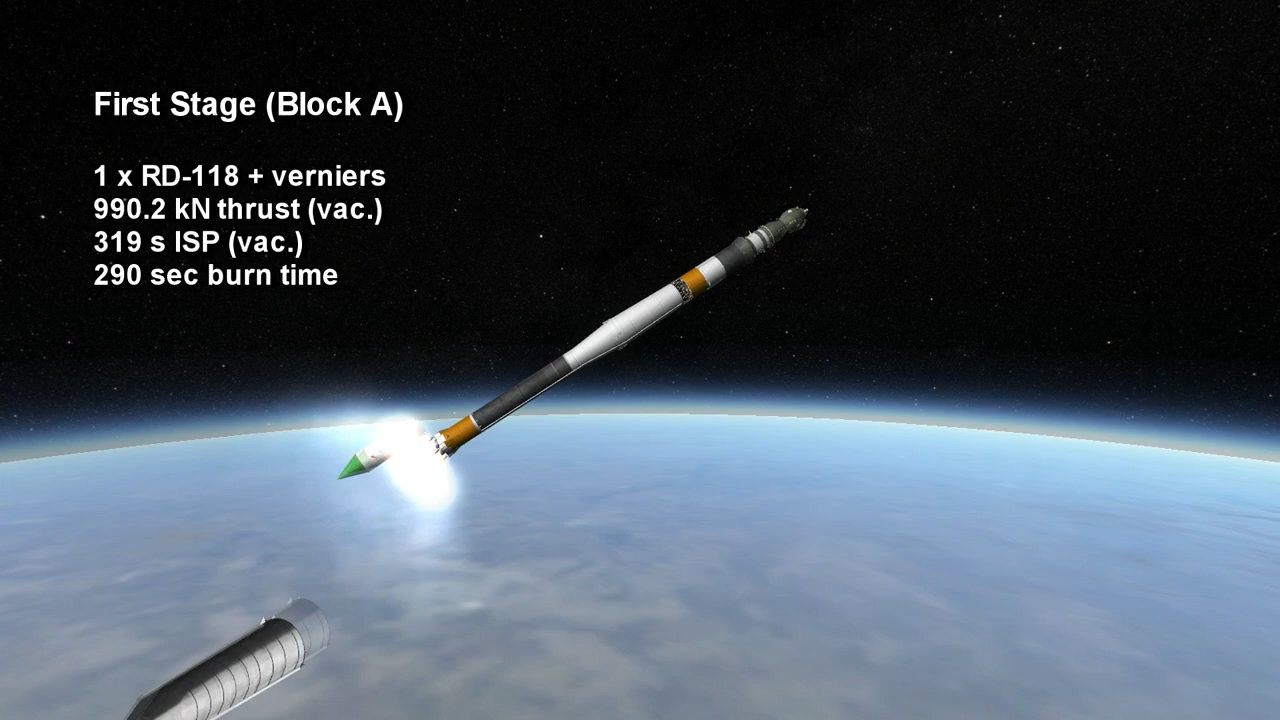 First Stage (Block A)
1 x RD-118 + verniers
990.2 kN thrust (vac.)
319 s ISP (vac.)
290 sec burn time